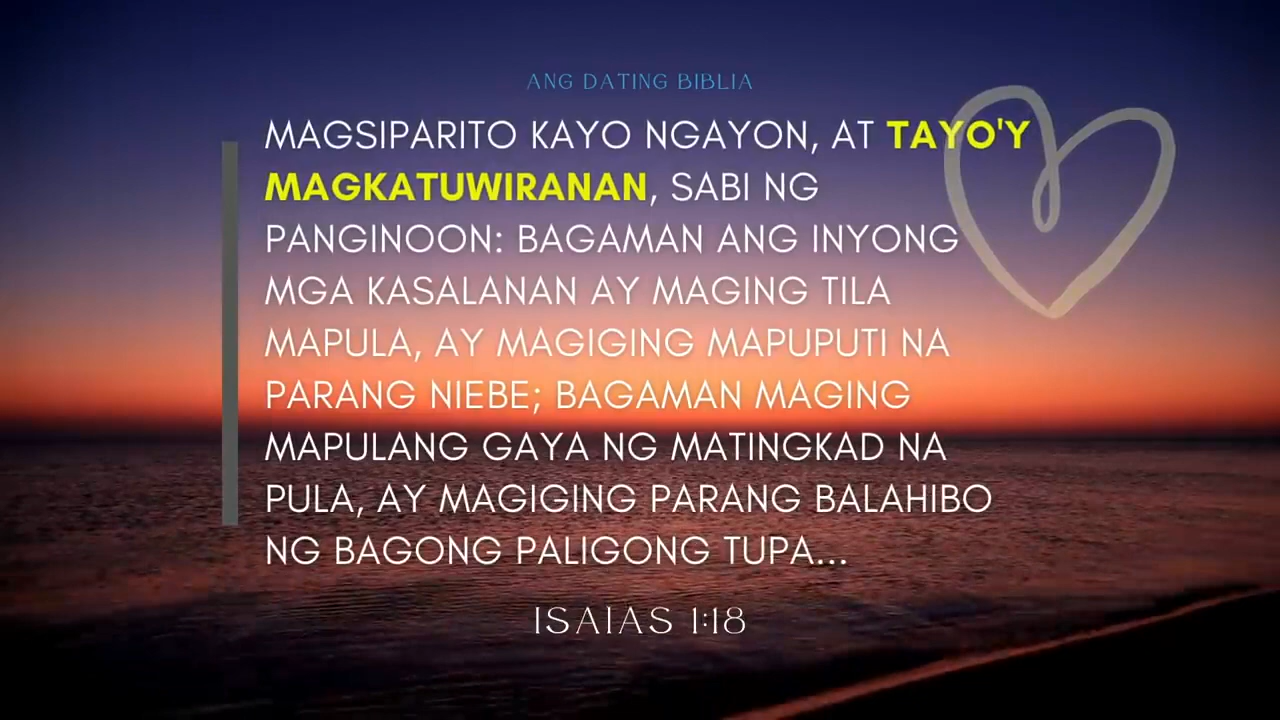 ANG DATING BIBLIA
MAGSIPARITO KAYO NGAYON, AT TAYO'Y
MAGKATUWIRANAN, SABI NG
PANGINOON: BAGAMAN ANG INYONG
MGA KASALANAN AY MAGING TILA
MAPULA, AY MAGIGING MAPUPUTI NA
PARANG NIEBE; BAGAMAN MAGING
MAPULANG GAYA NG MATINGKAD NA
PULA, AY MAGIGING PARANG BALAHIBO
NG BAGONG PALIGONG TUPA...
ISAIAS 1:18